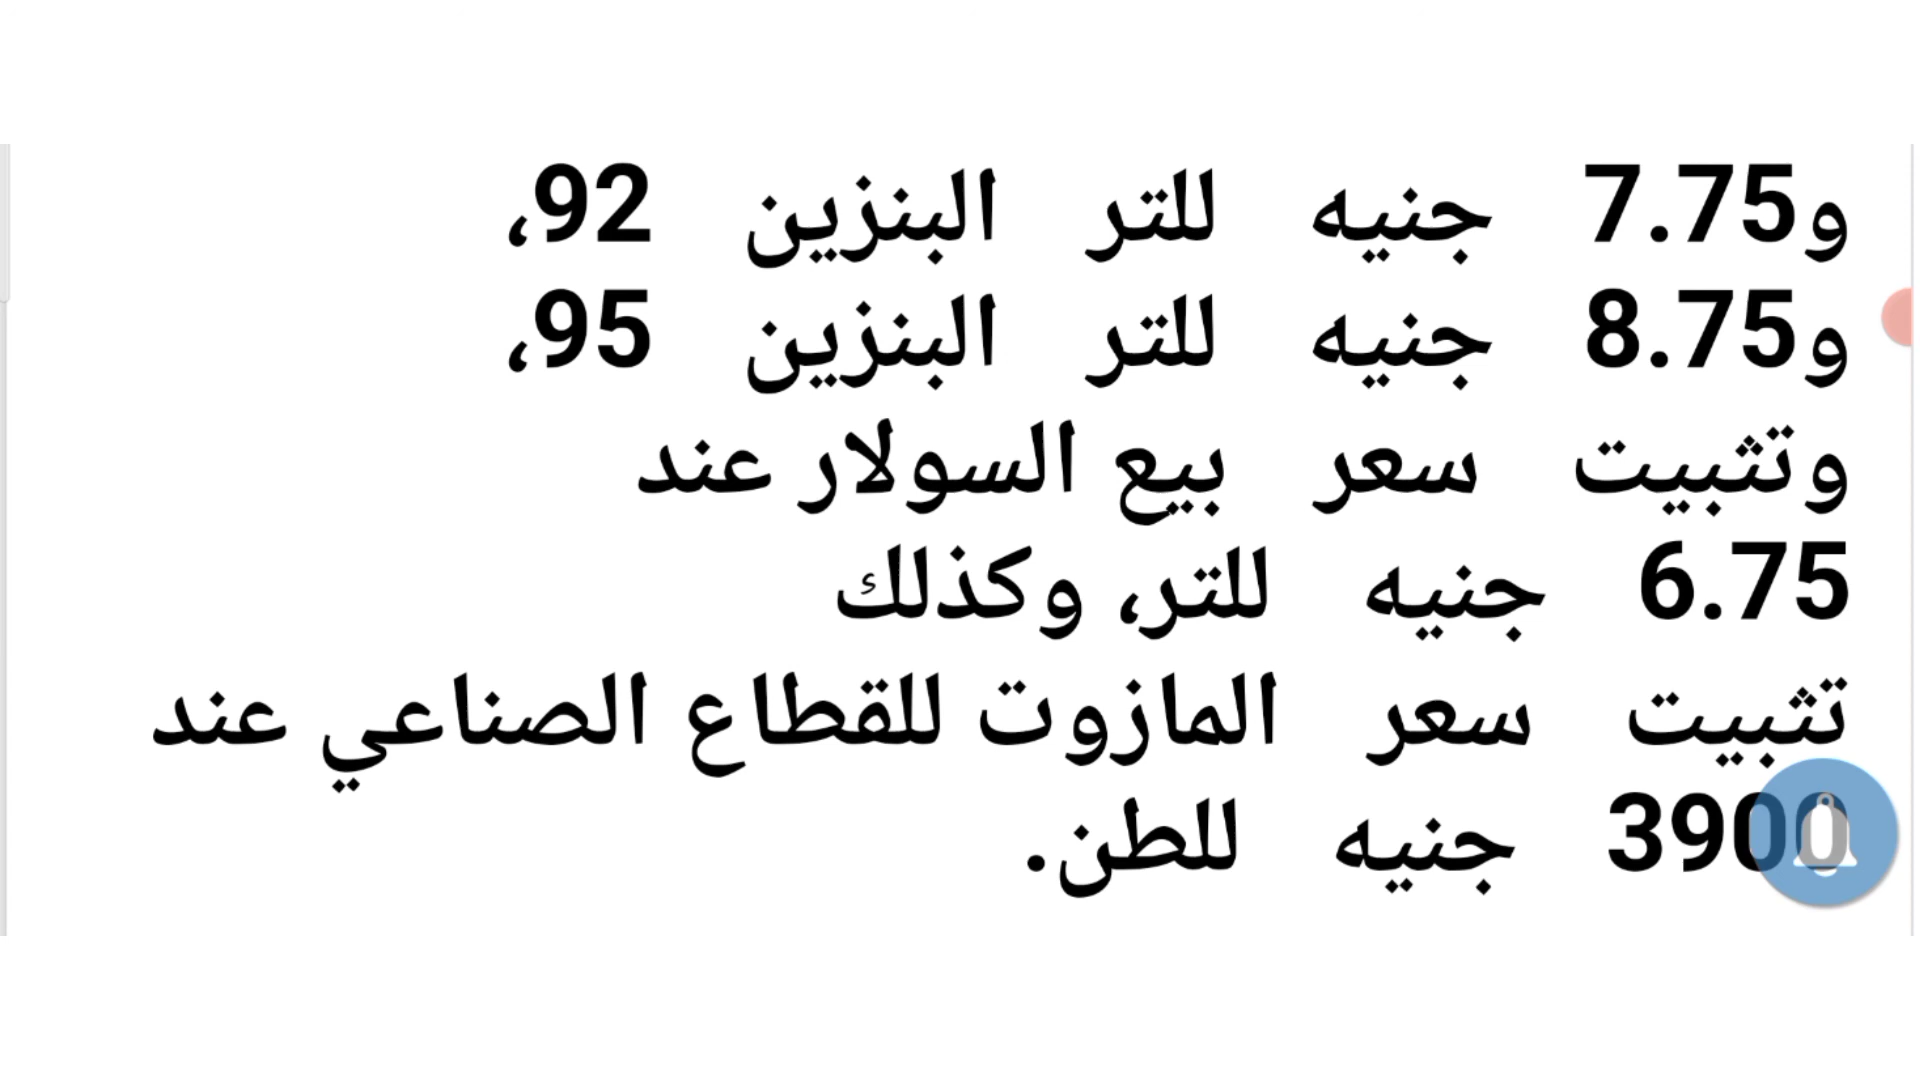 و7.75 جنيه للتر البنزين 92،
و8.75 جنيه للتر البنزين 95،
وتثبيت سعر بيع السولار عند
6.75 جنيه للتر، وكذلك
تثبيت سعر المازوت للقطاع الصناعي عند
3900 جنيه للطن.